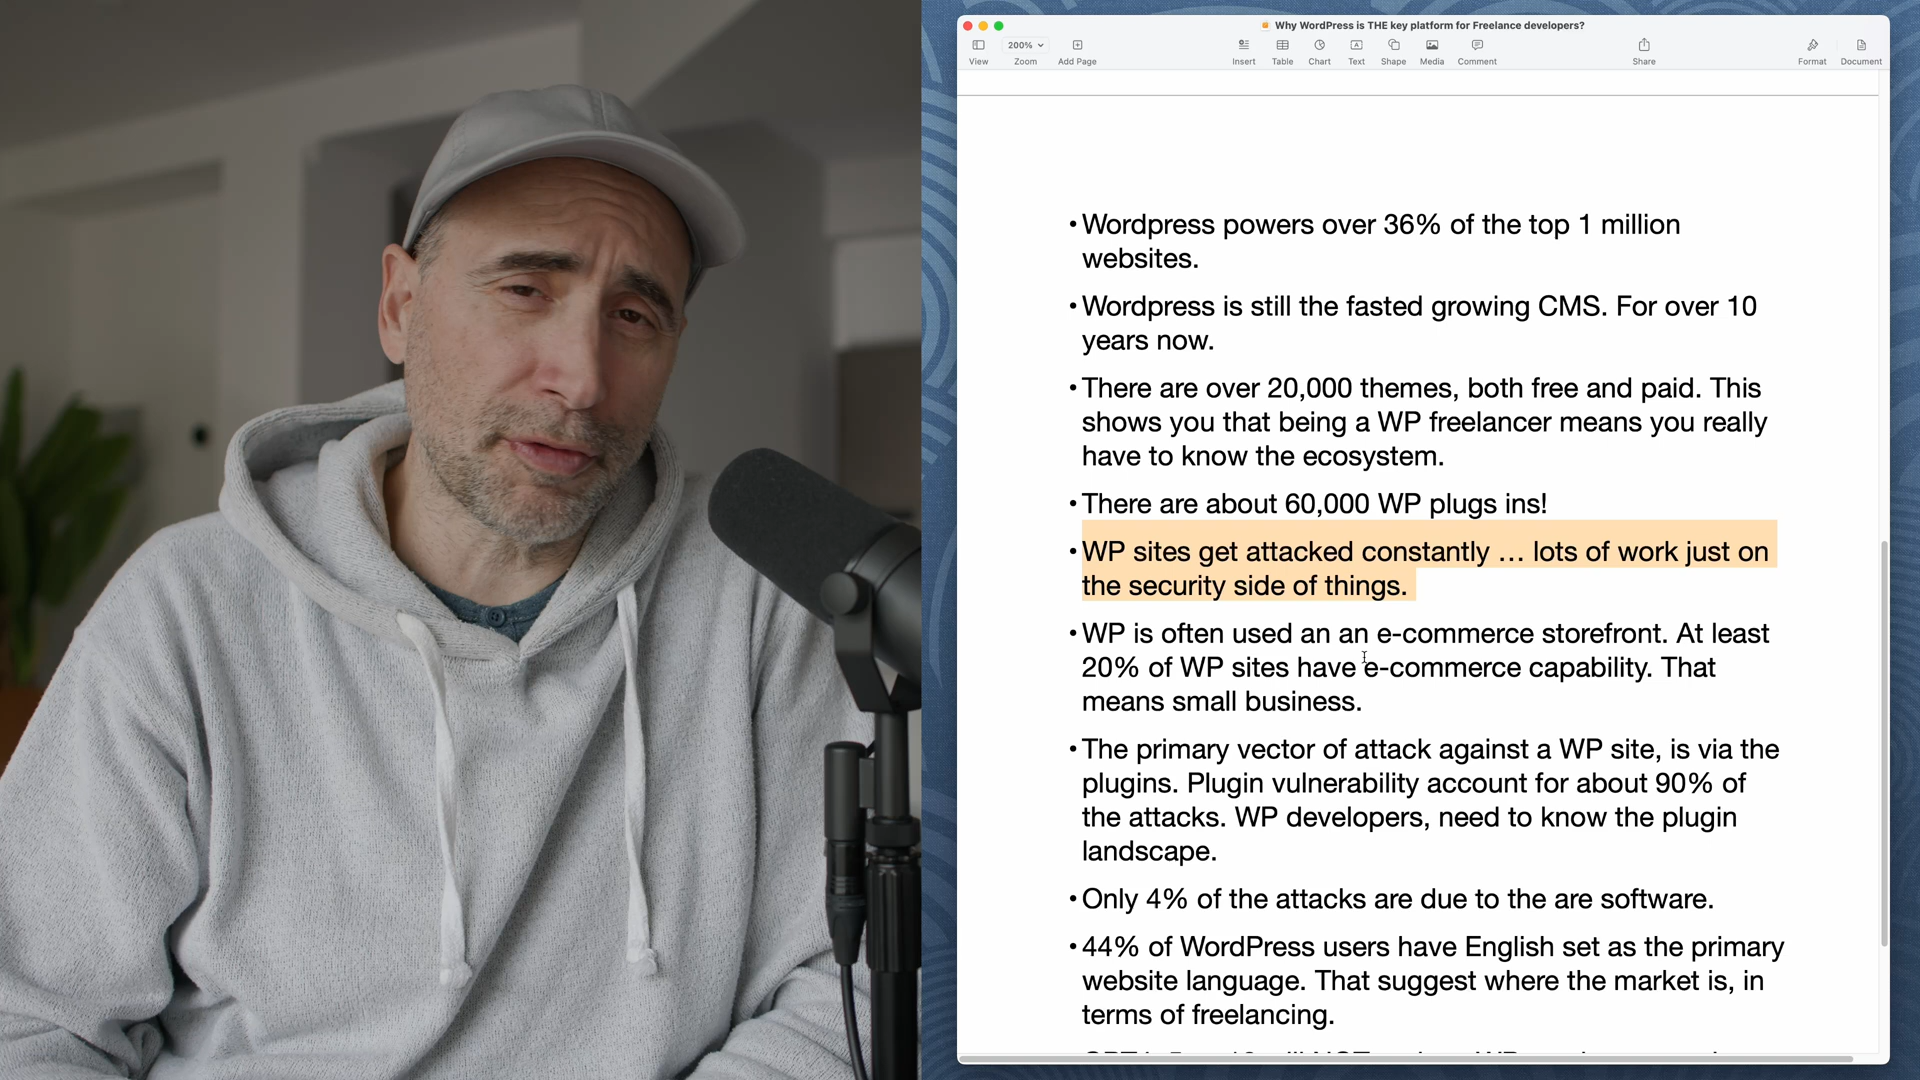 Why WordPress is THE key platform for Freelance developers?
200%
View
Zoom
Add Page
Insert
Table
Chart
Text
Shape
Media
Comment
Share
Format
Document
•Wordpress powers over 36% of the top 1 million
websites.
•Wordpress is still the fasted growing CMS. For over 10
years now.
•There are over 20,000 themes, both free and paid. This
shows you that being a WP freelancer means you really
have to know the ecosystem.
•There are about 60,000 WP plugs ins!
•WP sites get attacked constantly … lots of work just on
the security side of things.
•WP is often used an an e-commerce storefront. At least
20% of WP sites have e-commerce capability. That
means small business.
•The primary vector of attack against a WP site, is via the
plugins. Plugin vulnerability account for about 90% of
the attacks. WP developers, need to know the plugin
landscape.
•Only 4% of the attacks are due to the are software.
•44% of WordPress users have English set as the primary
website language. That suggest where the market is, in
terms of freelancing.